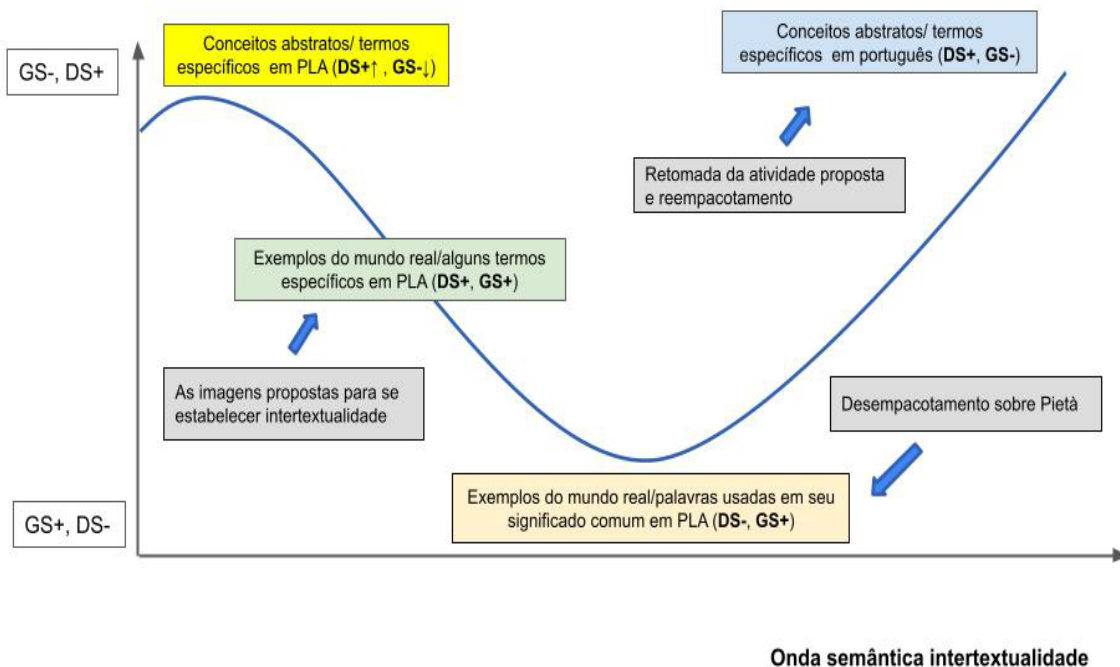 Conceitos abstratos/ termos
específicos em PLA (DS+↑ , GS-↓)
Conceitos abstratos/ termos
específicos em português (DS+, GS-)
GS-, DS+
Retomada da atividade proposta
e reempacotamento
Exemplos do mundo real/alguns termos
específicos em PLA (DS+, GS+)
As imagens propostas para se
estabelecer intertextualidade
Desempacotamento sobre Pietà
Exemplos do mundo real/palavras usadas em seu
significado comum em PLA (DS-, GS+)
GS+, DS-
Onda semântica intertextualidade